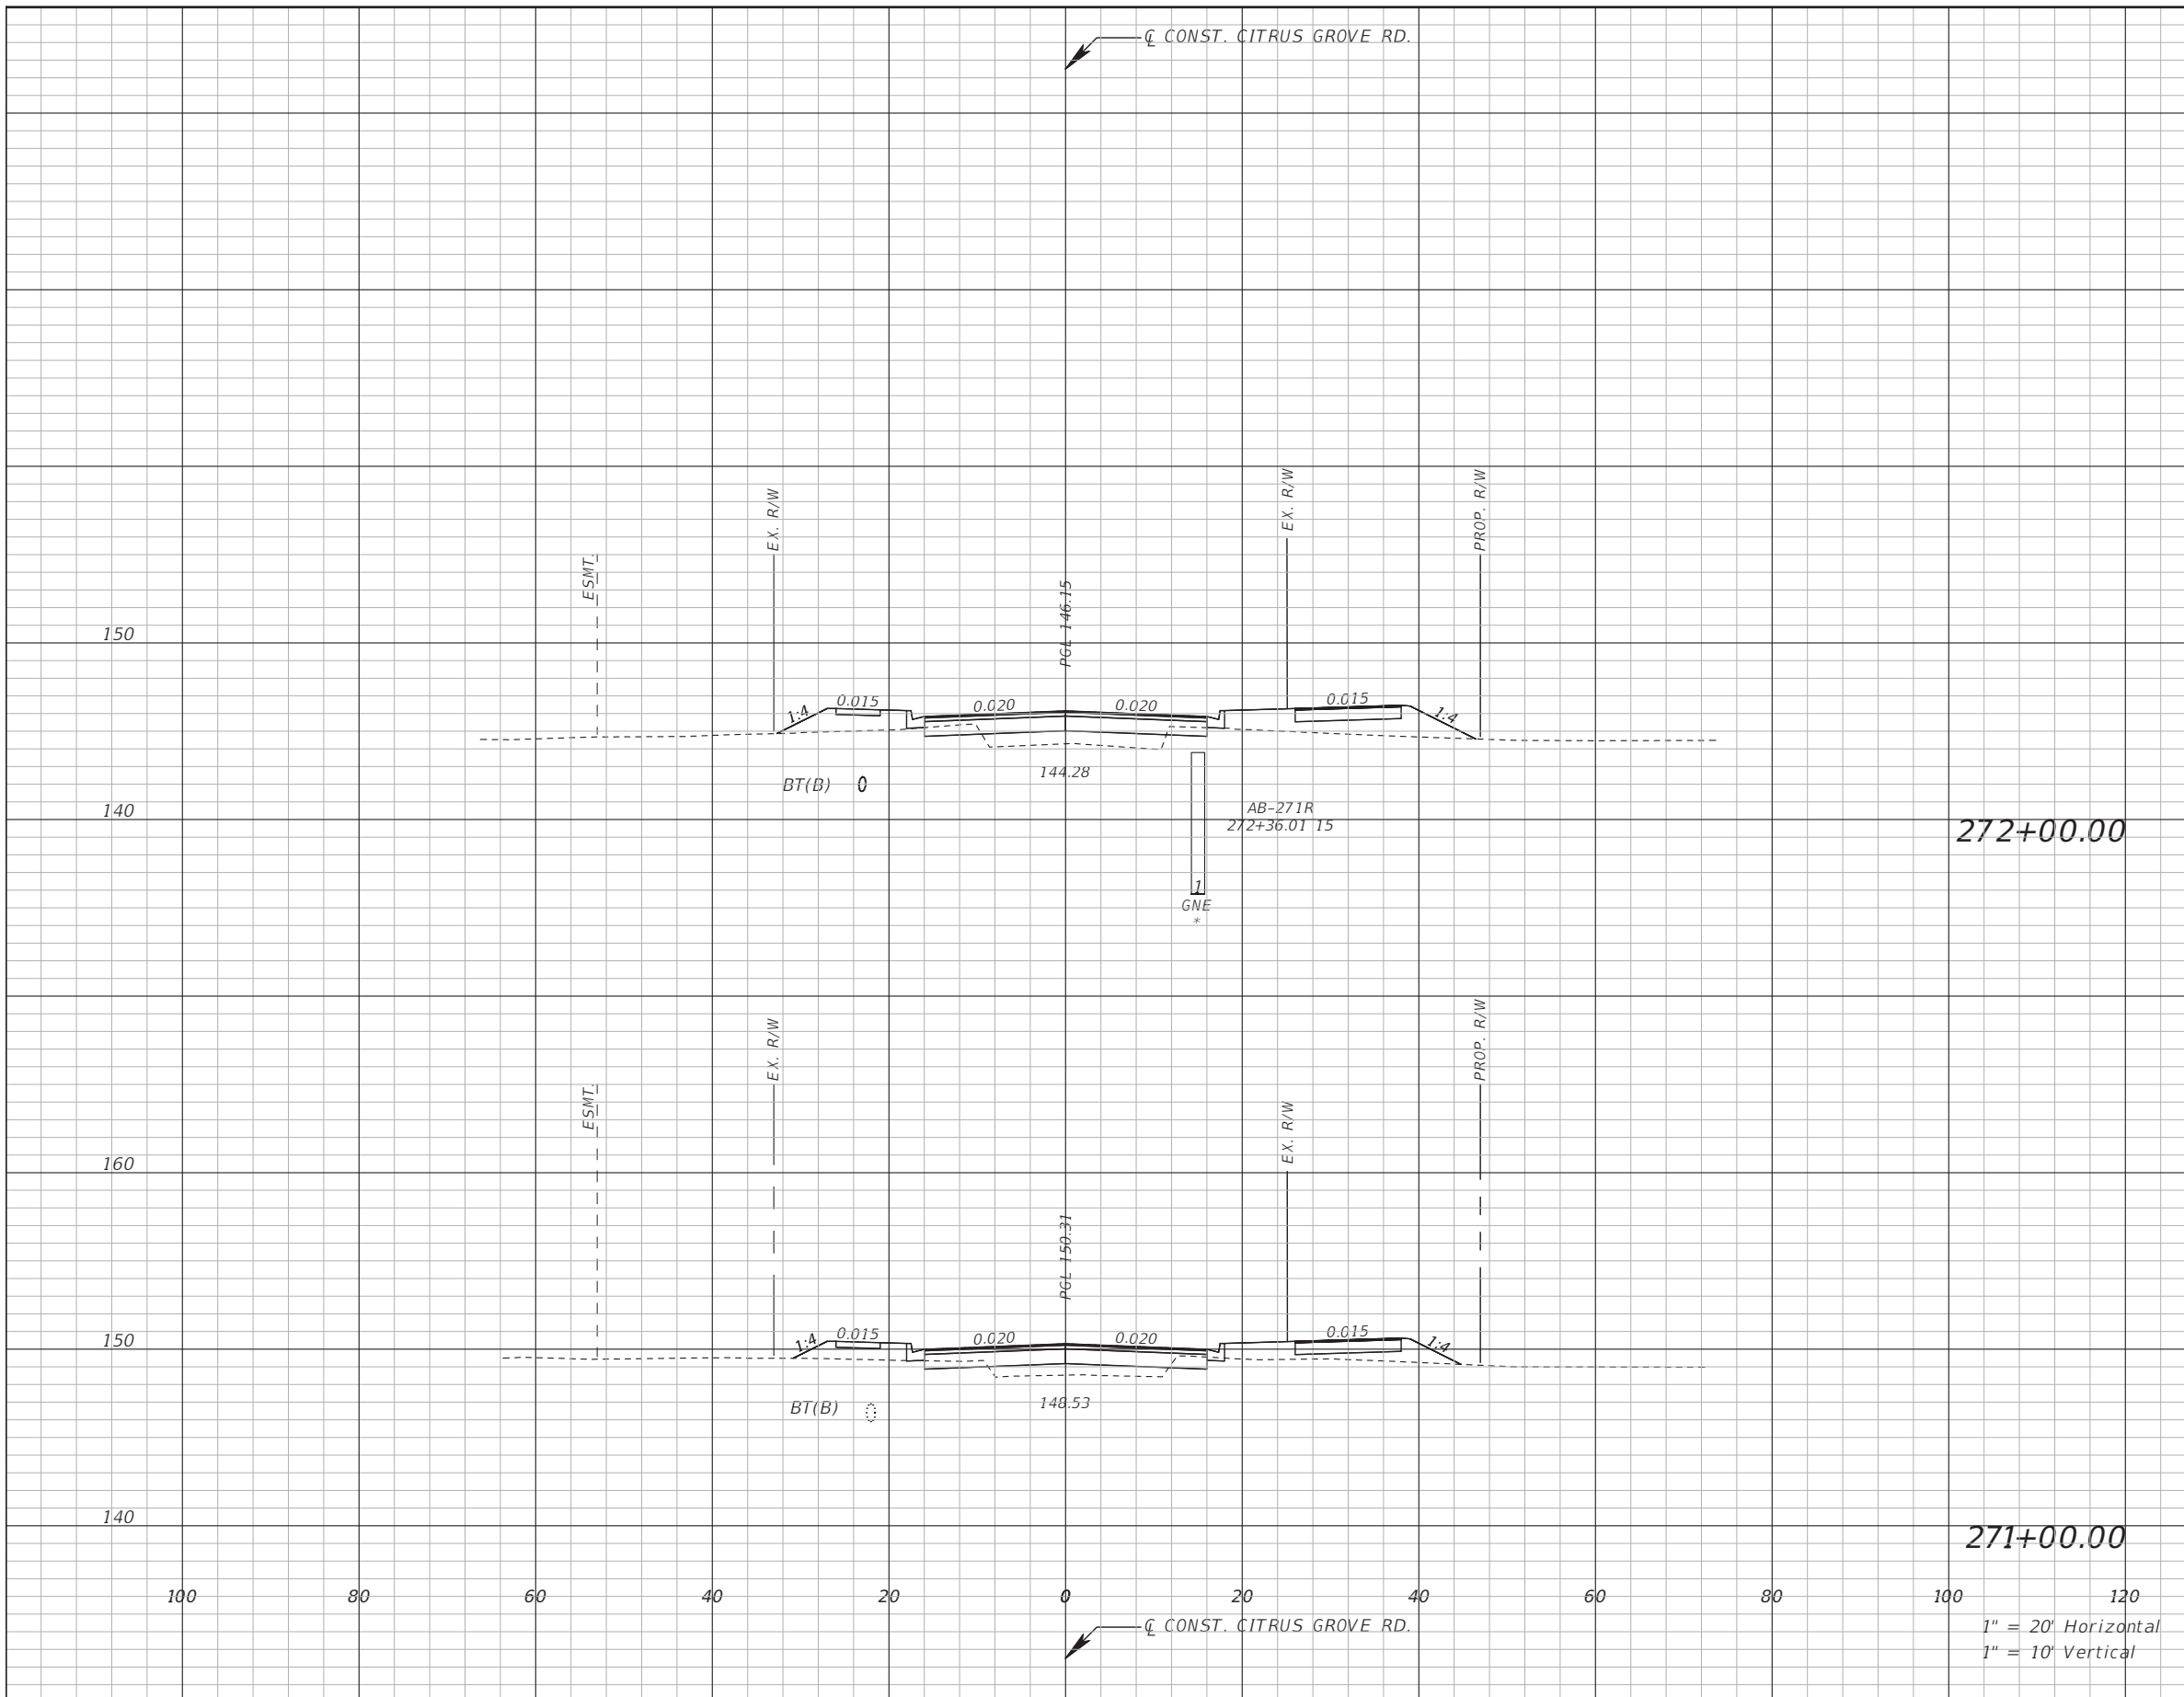 ℄ CONST. CITRUS GROVE RD.
EX. R/W
EX. R/W
PROP. R/W
ESMT.
PGL 146.15
150
1:4
0.015
0.020
0.020
0.015
1:4
144.28
BT(B)
140
AB-271R
272+36.01 15
272+00.00
1
GNE
*
EX. R/W
PROP. R/W
ESMT.
EX. R/W
160
PGL 150.31
150
1:4
0.015
0.020
0.020
0.015
1:4
148.53
BT(B)
140
271+00.00
100 80 60 40 20 0 20 40 60 80 100 120
℄ CONST. CITRUS GROVE RD.
1" = 20' Horizontal
1" = 10' Vertical